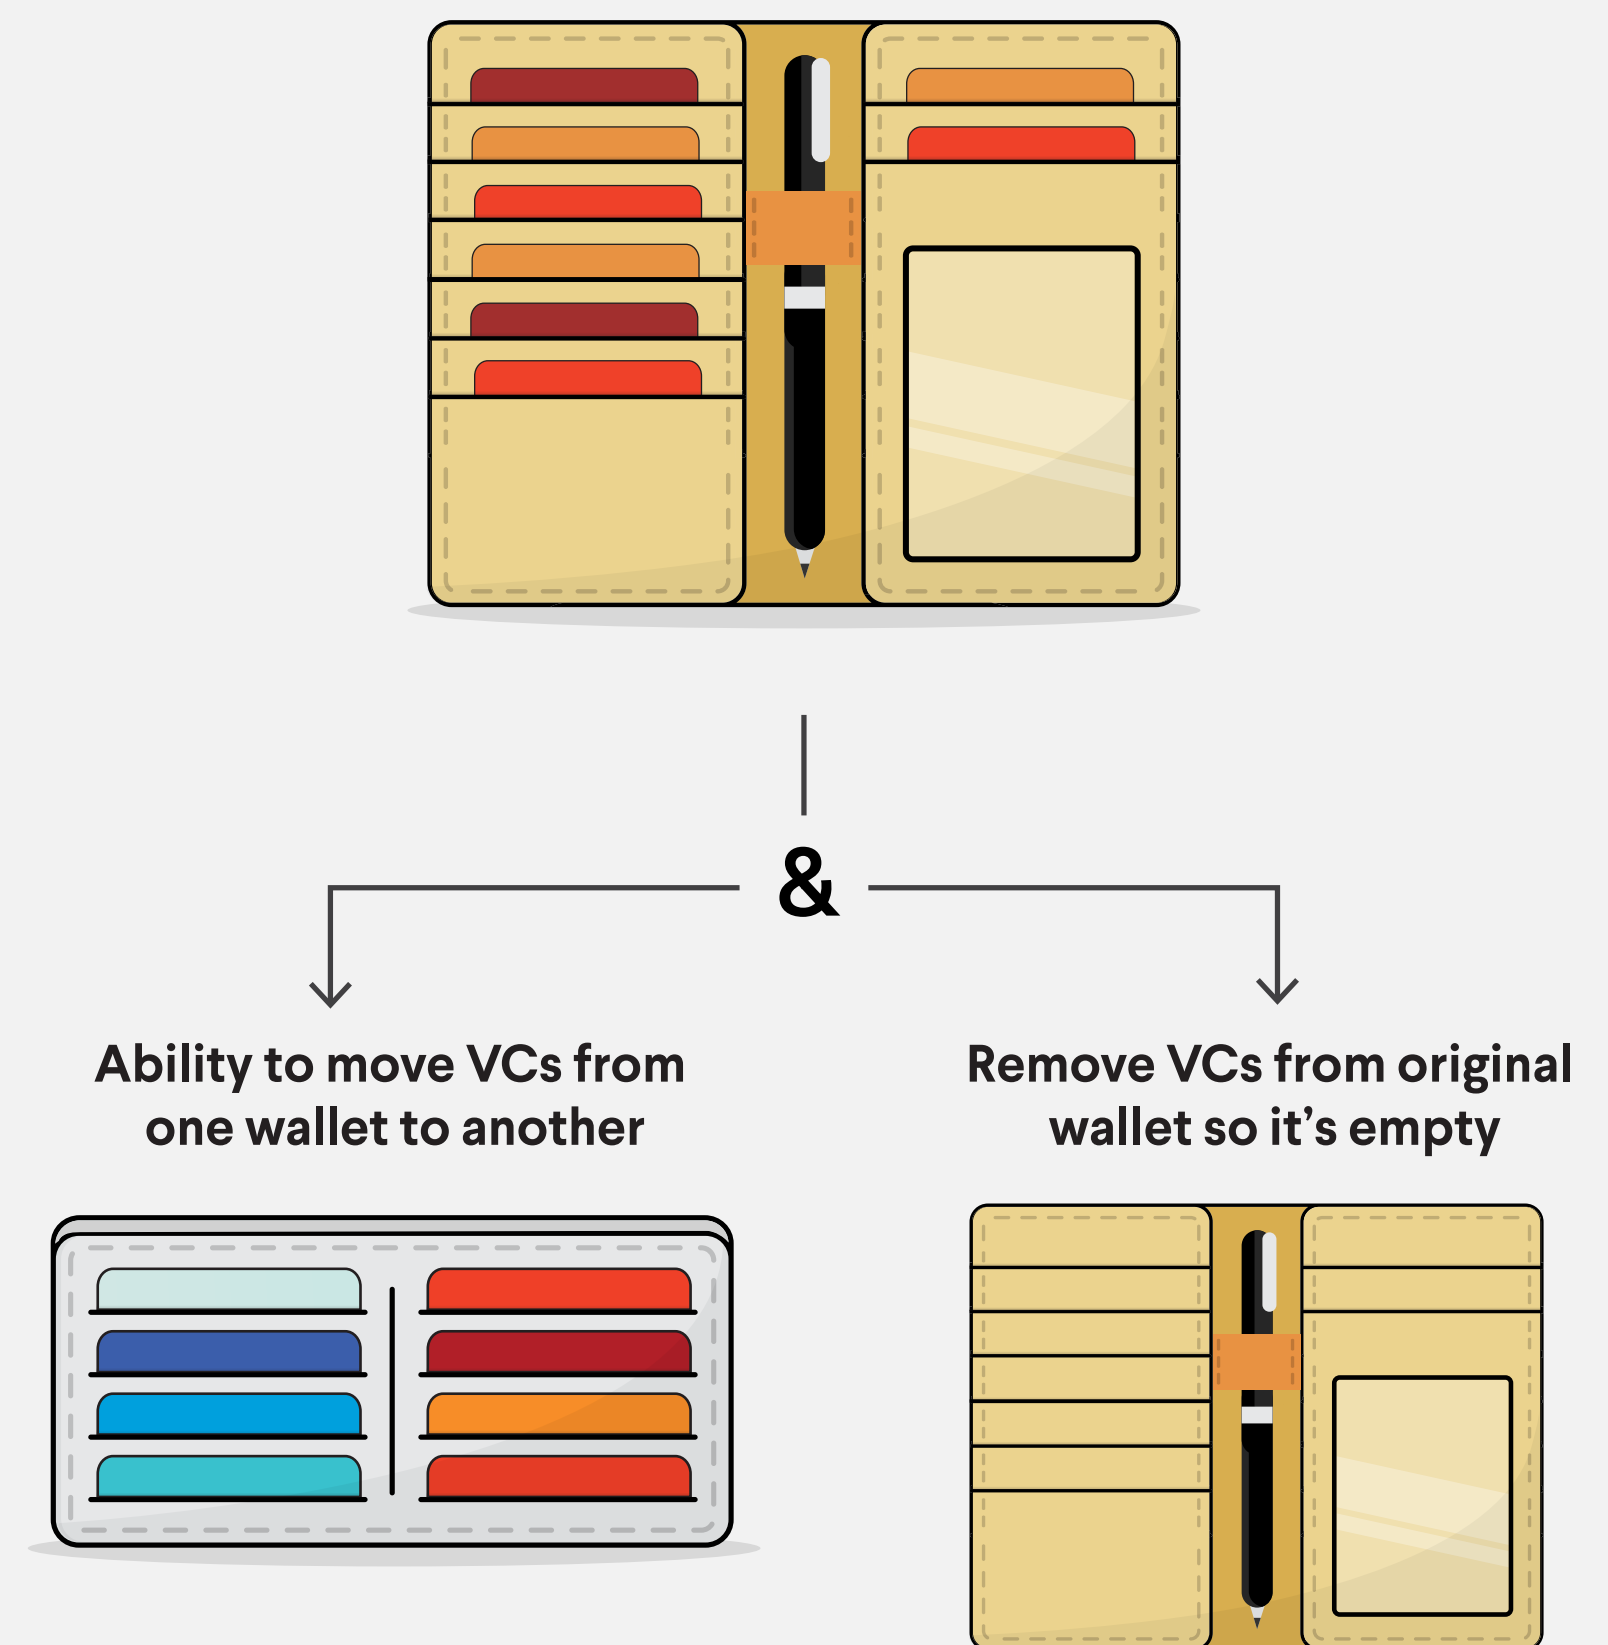 &
Ability to move VCs from
one wallet to another
Remove VCs from original
wallet so it’s empty